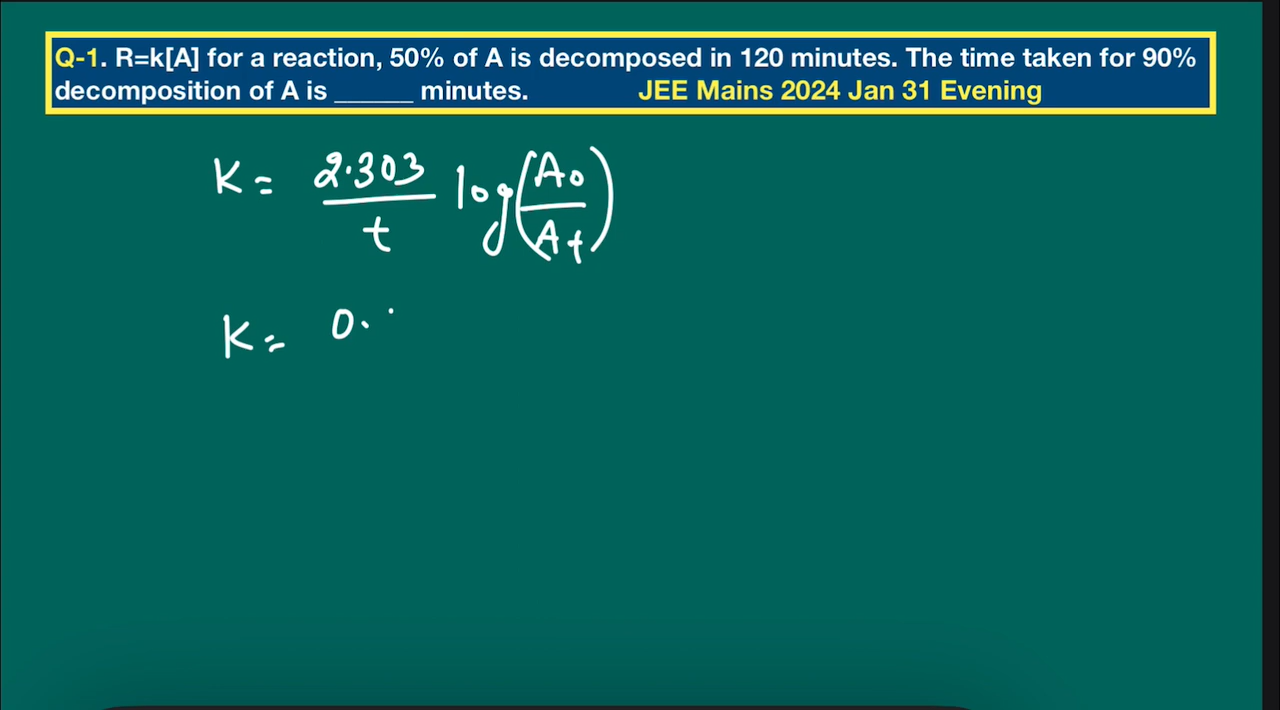 Q-1. R=k[A] for a reaction, 50% of A is decomposed in 120 minutes. The time taken for 90%
decomposition of A is ______ minutes. JEE Mains 2024 Jan 31 Evening
K = 2.303/t log(A0/At)
K = 0.